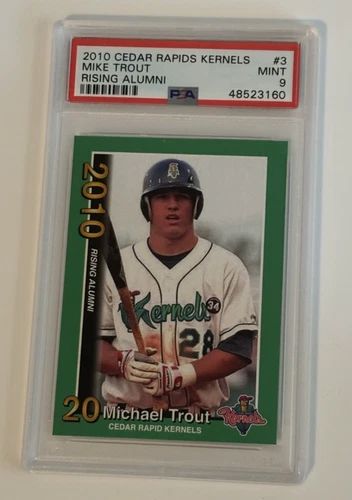 2010 CEDAR RAPIDS KERNELS #3
MIKE TROUT MINT
RISING ALUMNI 9
PSA 48523160
2010
RISING ALUMNI
Kernels
34
28
20 Michael Trout
CEDAR RAPID KERNELS
Kernels